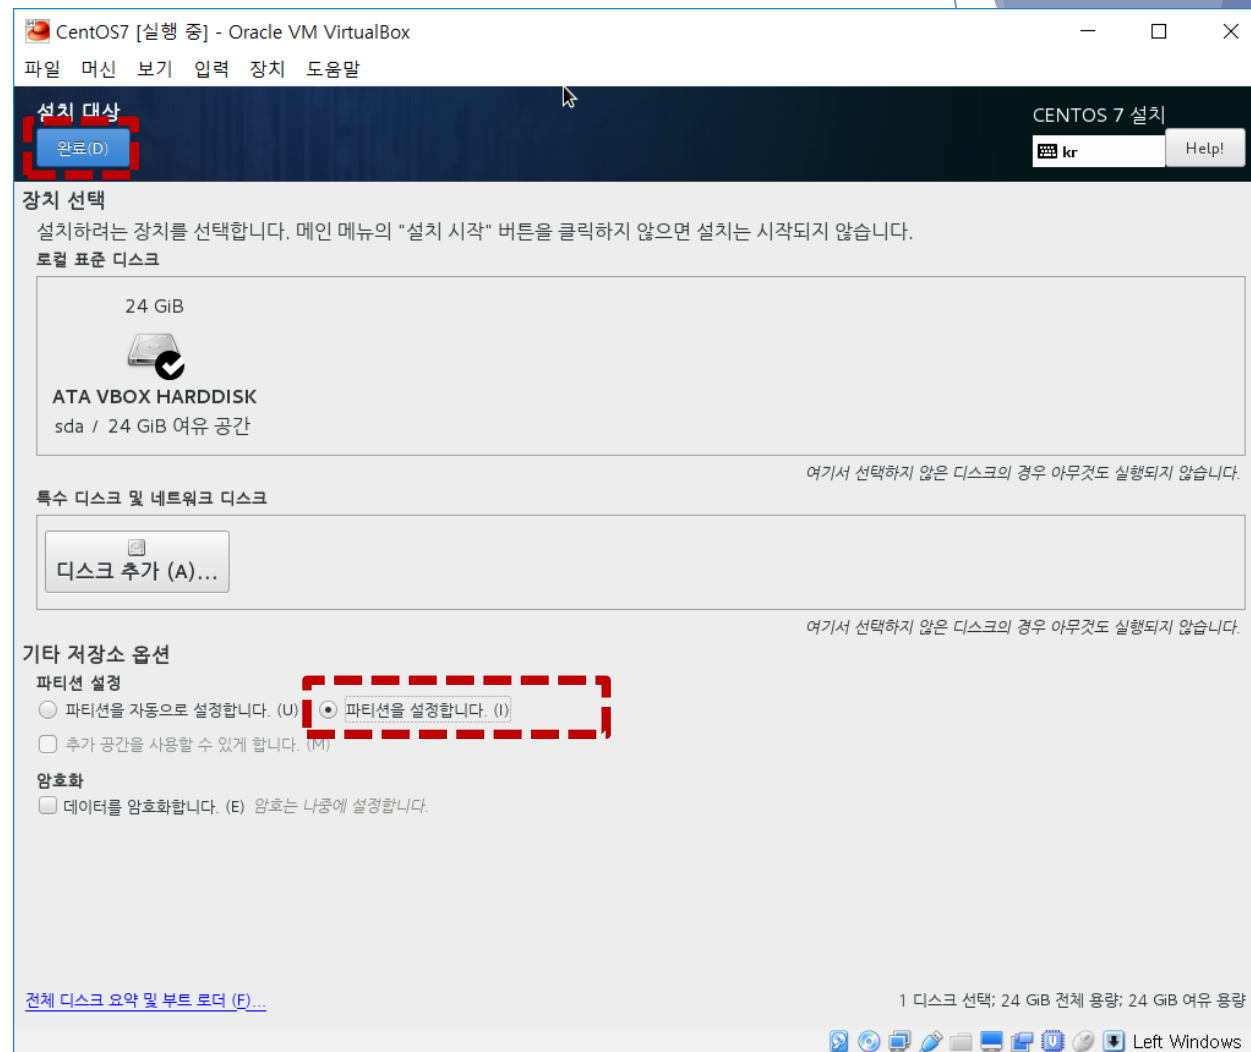 CentOS7 [실행 중] - Oracle VM VirtualBox
파일 머신 보기 입력 장치 도움말
설치 대상
CENTOS 7 설치
완료(D)
kr
Help!
장치 선택
설치하려는 장치를 선택합니다. 메인 메뉴의 "설치 시작" 버튼을 클릭하지 않으면 설치는 시작되지 않습니다.
로컬 표준 디스크
24 GiB
ATA VBOX HARDDISK
sda / 24 GiB 여유 공간
여기서 선택하지 않은 디스크의 경우 아무것도 실행되지 않습니다.
특수 디스크 및 네트워크 디스크
디스크 추가 (A)...
여기서 선택하지 않은 디스크의 경우 아무것도 실행되지 않습니다.
기타 저장소 옵션
파티션 설정
파티션을 자동으로 설정합니다. (U) 파티션을 설정합니다. (I)
추가 공간을 사용할 수 있게 합니다. (M)
암호화
데이터를 암호화합니다. (E) 암호는 나중에 설정합니다.
전체 디스크 요약 및 부트 로더 (F)...
1 디스크 선택; 24 GiB 전체 용량; 24 GiB 여유 용량
Left Windows